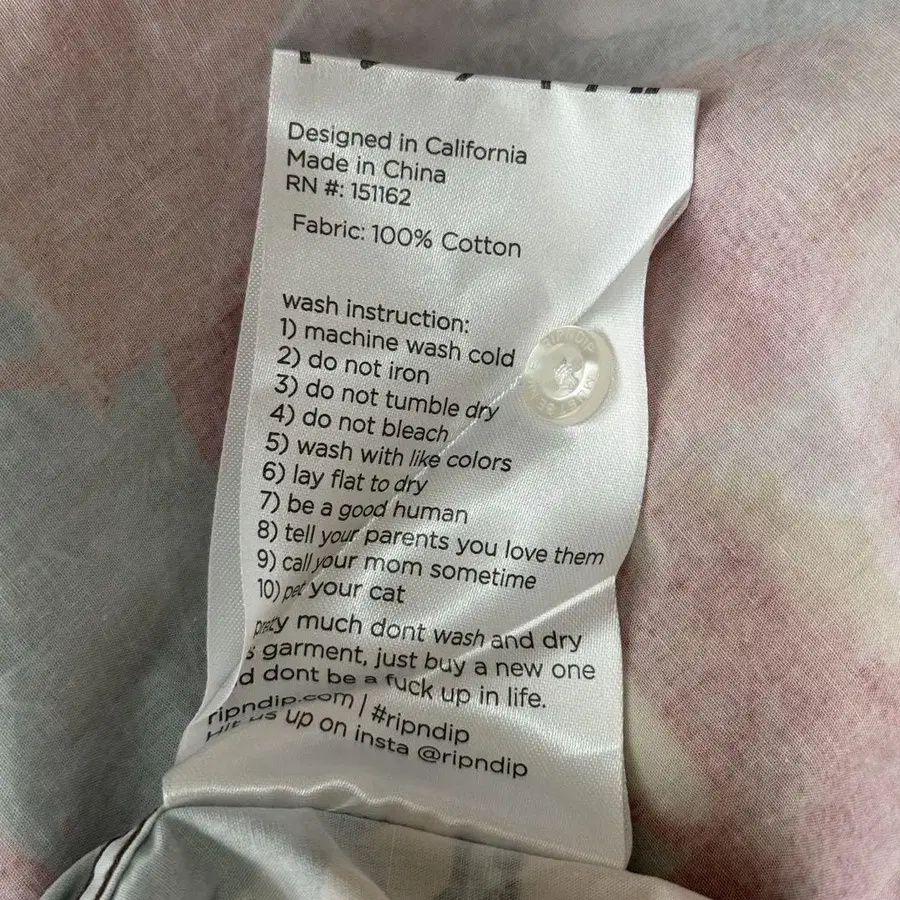 Designed in California
Made in China
RN #: 151162
Fabric: 100% Cotton
wash instruction:
1) machine wash cold
2) do not iron
3) do not tumble dry
4) do not bleach
5) wash with like colors
6) lay flat to dry
7) be a good human
8) tell your parents you love them
9) call your mom sometime
10) pet your cat
much dont wash and dry
garment, just buy a new one
dont be a fuck up in life.
ripndip.com | #ripndip
Hit us up on insta @ripndip
RIPNDIP